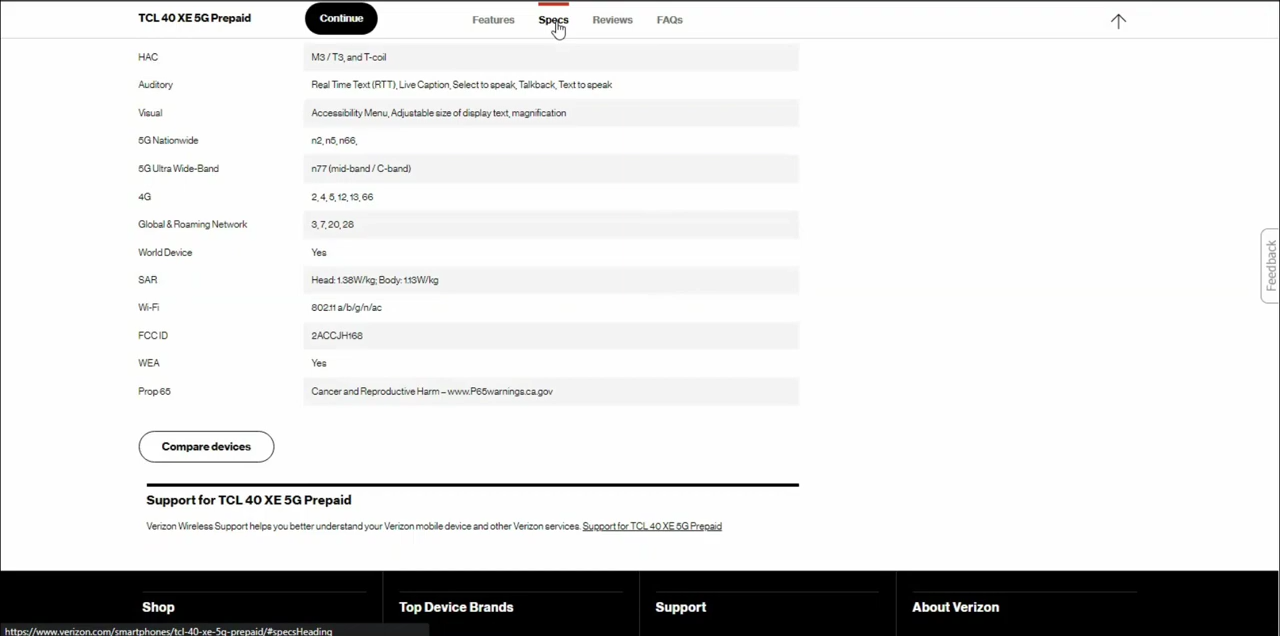 TCL 40 XE 5G Prepaid
Continue
Features
Specs
Reviews
FAQs
HAC M3 / T3, and T-coil
Auditory Real Time Text (RTT), Live Caption, Select to speak, Talkback, Text to speak
Visual Accessibility Menu, Adjustable size of display text, magnification
5G Nationwide n2, n5, n66,
5G Ultra Wide-Band n77 (mid-band / C-band)
4G 2, 4, 5, 12, 13, 66
Global & Roaming Network 3, 7, 20, 28
World Device Yes
SAR Head: 1.38W/kg; Body: 1.13W/kg
Wi-Fi 802.11 a/b/g/n/ac
FCC ID 2ACCJH168
WEA Yes
Prop 65 Cancer and Reproductive Harm – www.P65warnings.ca.gov
Feedback
Compare devices
Support for TCL 40 XE 5G Prepaid
Verizon Wireless Support helps you better understand your Verizon mobile device and other Verizon services. Support for TCL 40 XE 5G Prepaid
Shop
Top Device Brands
Support
About Verizon
https://www.verizon.com/smartphones/tcl-40-xe-5g-prepaid/#specsHeading